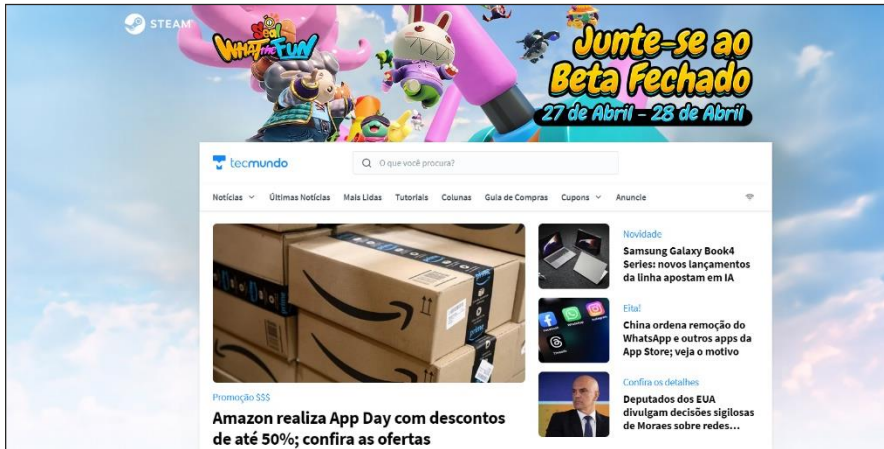 STEAM
Seal
WHAT the FUN
Junte-se ao
Beta Fechado
27 de Abril - 28 de Abril
tecmundo
O que você procura?
Notícias
Últimas Notícias
Mais Lidas
Tutoriais
Colunas
Guia de Compras
Cupons
Anuncie
prime
prime
prime
Promoção $$$
Amazon realiza App Day com descontos
de até 50%; confira as ofertas
Novidade
Samsung Galaxy Book4
Series: novos lançamentos
da linha apostam em IA
Eita!
China ordena remoção do
WhatsApp e outros apps da
App Store; veja o motivo
Confira os detalhes
Deputados dos EUA
divulgam decisões sigilosas
de Moraes sobre redes...